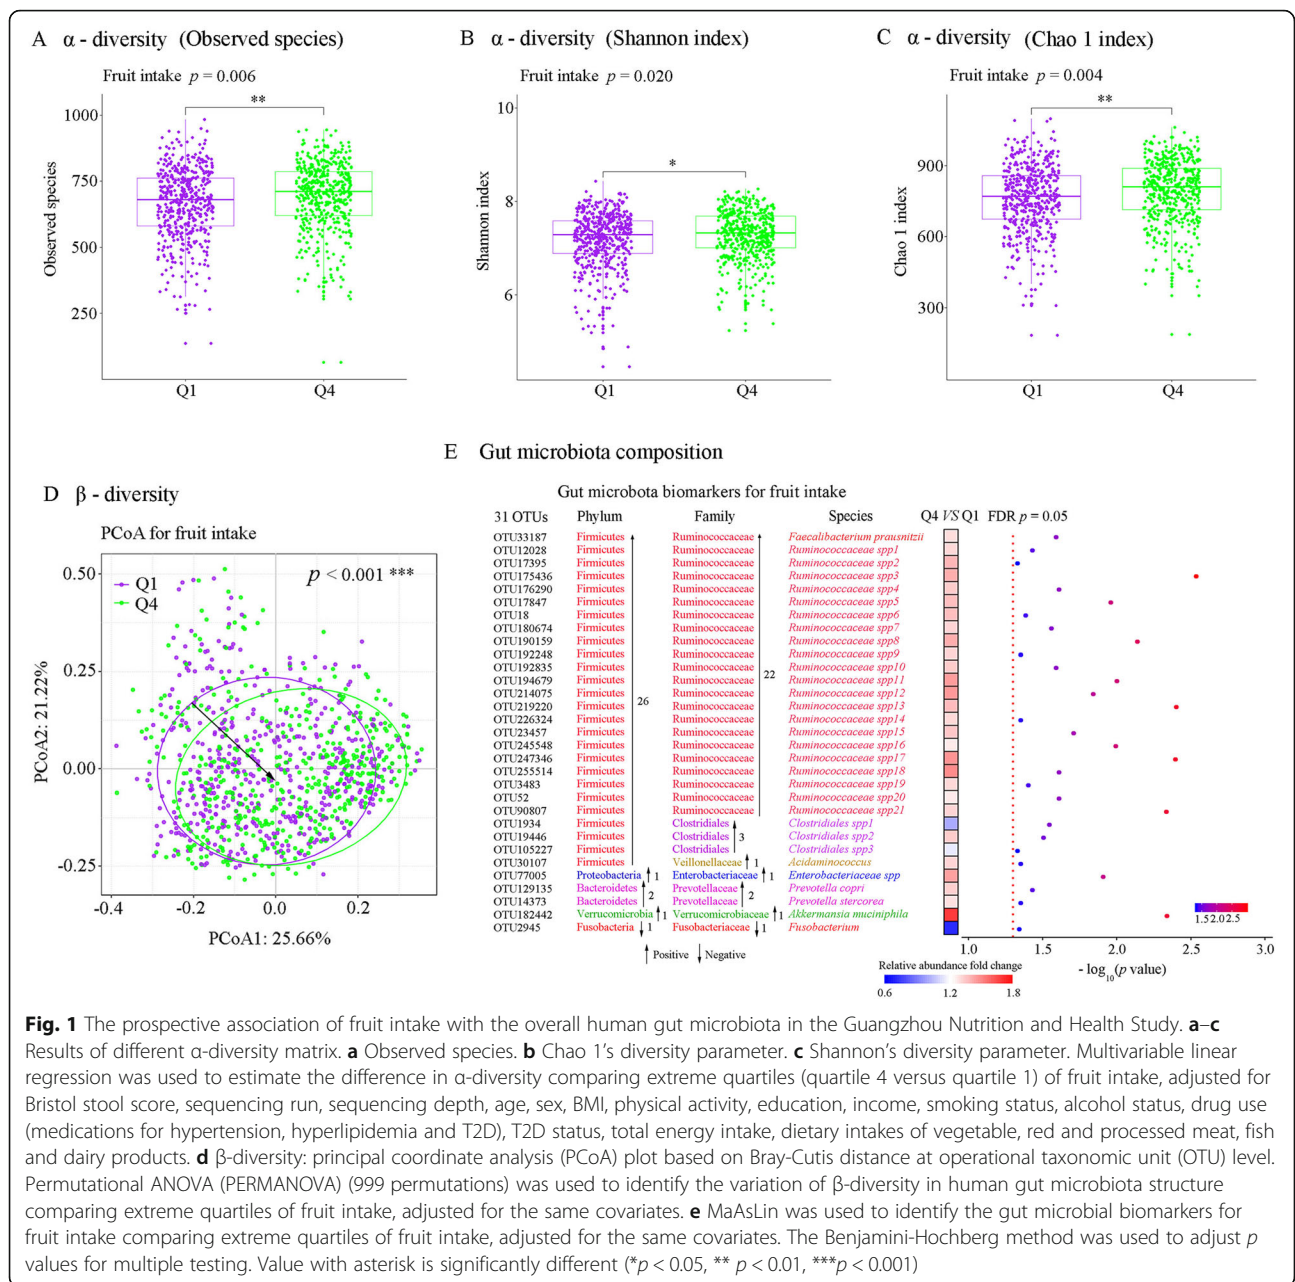 A α - diversity (Observed species)
Fruit intake p = 0.006
**
1000
750
500
250
Observed species
Q1 Q4
B α - diversity (Shannon index)
Fruit intake p = 0.020
*
10
8
6
Shannon index
Q1 Q4
C α - diversity (Chao 1 index)
Fruit intake p = 0.004
**
900
600
300
Chao 1 index
Q1 Q4
D β - diversity
PCoA for fruit intake
p < 0.001 ***
Q1
Q4
0.50
0.25
0.00
-0.25
PCoA2: 21.22%
-0.4 -0.2 0.0 0.2
PCoA1: 25.66%
E Gut microbiota composition
Gut microbota biomarkers for fruit intake
31 OTUs Phylum Family Species Q4 VS Q1 FDR p = 0.05
OTU33187 Firmicutes Ruminococcaceae Faecalibacterium prausnitzii
OTU12028 Firmicutes Ruminococcaceae Ruminococcaceae spp1
OTU17395 Firmicutes Ruminococcaceae Ruminococcaceae spp2
OTU175436 Firmicutes Ruminococcaceae Ruminococcaceae spp3
OTU176290 Firmicutes Ruminococcaceae Ruminococcaceae spp4
OTU17847 Firmicutes Ruminococcaceae Ruminococcaceae spp5
OTU18 Firmicutes Ruminococcaceae Ruminococcaceae spp6
OTU180674 Firmicutes Ruminococcaceae Ruminococcaceae spp7
OTU190159 Firmicutes Ruminococcaceae Ruminococcaceae spp8
OTU192248 Firmicutes Ruminococcaceae Ruminococcaceae spp9
OTU192835 Firmicutes Ruminococcaceae Ruminococcaceae spp10
OTU194679 Firmicutes Ruminococcaceae 22 Ruminococcaceae spp11
OTU214075 Firmicutes Ruminococcaceae Ruminococcaceae spp12
OTU219220 Firmicutes 26 Ruminococcaceae Ruminococcaceae spp13
OTU226324 Firmicutes Ruminococcaceae Ruminococcaceae spp14
OTU23457 Firmicutes Ruminococcaceae Ruminococcaceae spp15
OTU245548 Firmicutes Ruminococcaceae Ruminococcaceae spp16
OTU247346 Firmicutes Ruminococcaceae Ruminococcaceae spp17
OTU255514 Firmicutes Ruminococcaceae Ruminococcaceae spp18
OTU3483 Firmicutes Ruminococcaceae Ruminococcaceae spp19
OTU52 Firmicutes Ruminococcaceae Ruminococcaceae spp20
OTU90807 Firmicutes Ruminococcaceae Ruminococcaceae spp21
OTU1934 Firmicutes Clostridiales Clostridiales spp1
OTU19446 Firmicutes Clostridiales 3 Clostridiales spp2
OTU105227 Firmicutes Clostridiales Clostridiales spp3
OTU30107 Firmicutes Veillonellaceae 1 Acidaminococcus
OTU77005 Proteobacteria 1 Enterobacteriaceae 1 Enterobacteriaceae spp
OTU129135 Bacteroidetes Prevotellaceae Prevotella copri
OTU14373 Bacteroidetes 2 Prevotellaceae 2 Prevotella stercorea
OTU182442 Verrucomicrobia 1 Verrucomicrobiaceae 1 Akkermansia muciniphila
OTU2945 Fusobacteria 1 Fusobacteriaceae 1 Fusobacterium
↑ Positive ↓ Negative
1.5 2.0 2.5
1.0 1.5 2.0 2.5 3.0
- log10(p value)
Relative abundance fold change
0.6 1.2 1.8
Fig. 1 The prospective association of fruit intake with the overall human gut microbiota in the Guangzhou Nutrition and Health Study. a–c
Results of different α-diversity matrix. a Observed species. b Chao 1's diversity parameter. c Shannon's diversity parameter. Multivariable linear
regression was used to estimate the difference in α-diversity comparing extreme quartiles (quartile 4 versus quartile 1) of fruit intake, adjusted for
Bristol stool score, sequencing run, sequencing depth, age, sex, BMI, physical activity, education, income, smoking status, alcohol status, drug use
(medications for hypertension, hyperlipidemia and T2D), T2D status, total energy intake, dietary intakes of vegetable, red and processed meat, fish
and dairy products. d β-diversity: principal coordinate analysis (PCoA) plot based on Bray-Cutis distance at operational taxonomic unit (OTU) level.
Permutational ANOVA (PERMANOVA) (999 permutations) was used to identify the variation of β-diversity in human gut microbiota structure
comparing extreme quartiles of fruit intake, adjusted for the same covariates. e MaAsLin was used to identify the gut microbial biomarkers for
fruit intake comparing extreme quartiles of fruit intake, adjusted for the same covariates. The Benjamini-Hochberg method was used to adjust p
values for multiple testing. Value with asterisk is significantly different (*p < 0.05, ** p < 0.01, ***p < 0.001)